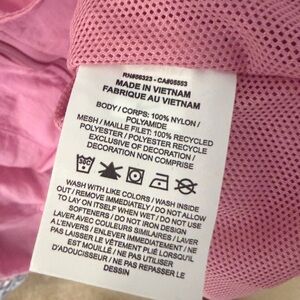 RN#56323 - CA#05553
MADE IN VIETNAM
FABRIQUE AU VIETNAM
BODY / CORPS: 100% NYLON /
POLYAMIDE
MESH / MAILLE FILET: 100% RECYCLED
POLYESTER / POLYESTER RECYCLE
EXCLUSIVE OF DECORATION /
DECORATION NON COMPRISE
WASH WITH LIKE COLORS / WASH INSIDE
OUT / REMOVE IMMEDIATELY / DO NOT ALLOW
TO LAY ON ITSELF WHEN WET / DO NOT USE
SOFTENERS / DO NOT IRON DESIGN
LAVER AVEC COULEURS SIMILAIRES / LAVER
A L'ENVERS / ENLEVER IMMEDIATEMENT / NE
PAS LAISSER LE VÊTEMENT PLIÉ LORSQU'IL
EST MOUILLÉ / NE PAS UTILISER
D'ADOUCISSEUR / NE PAS REPASSER LE
DESSIN